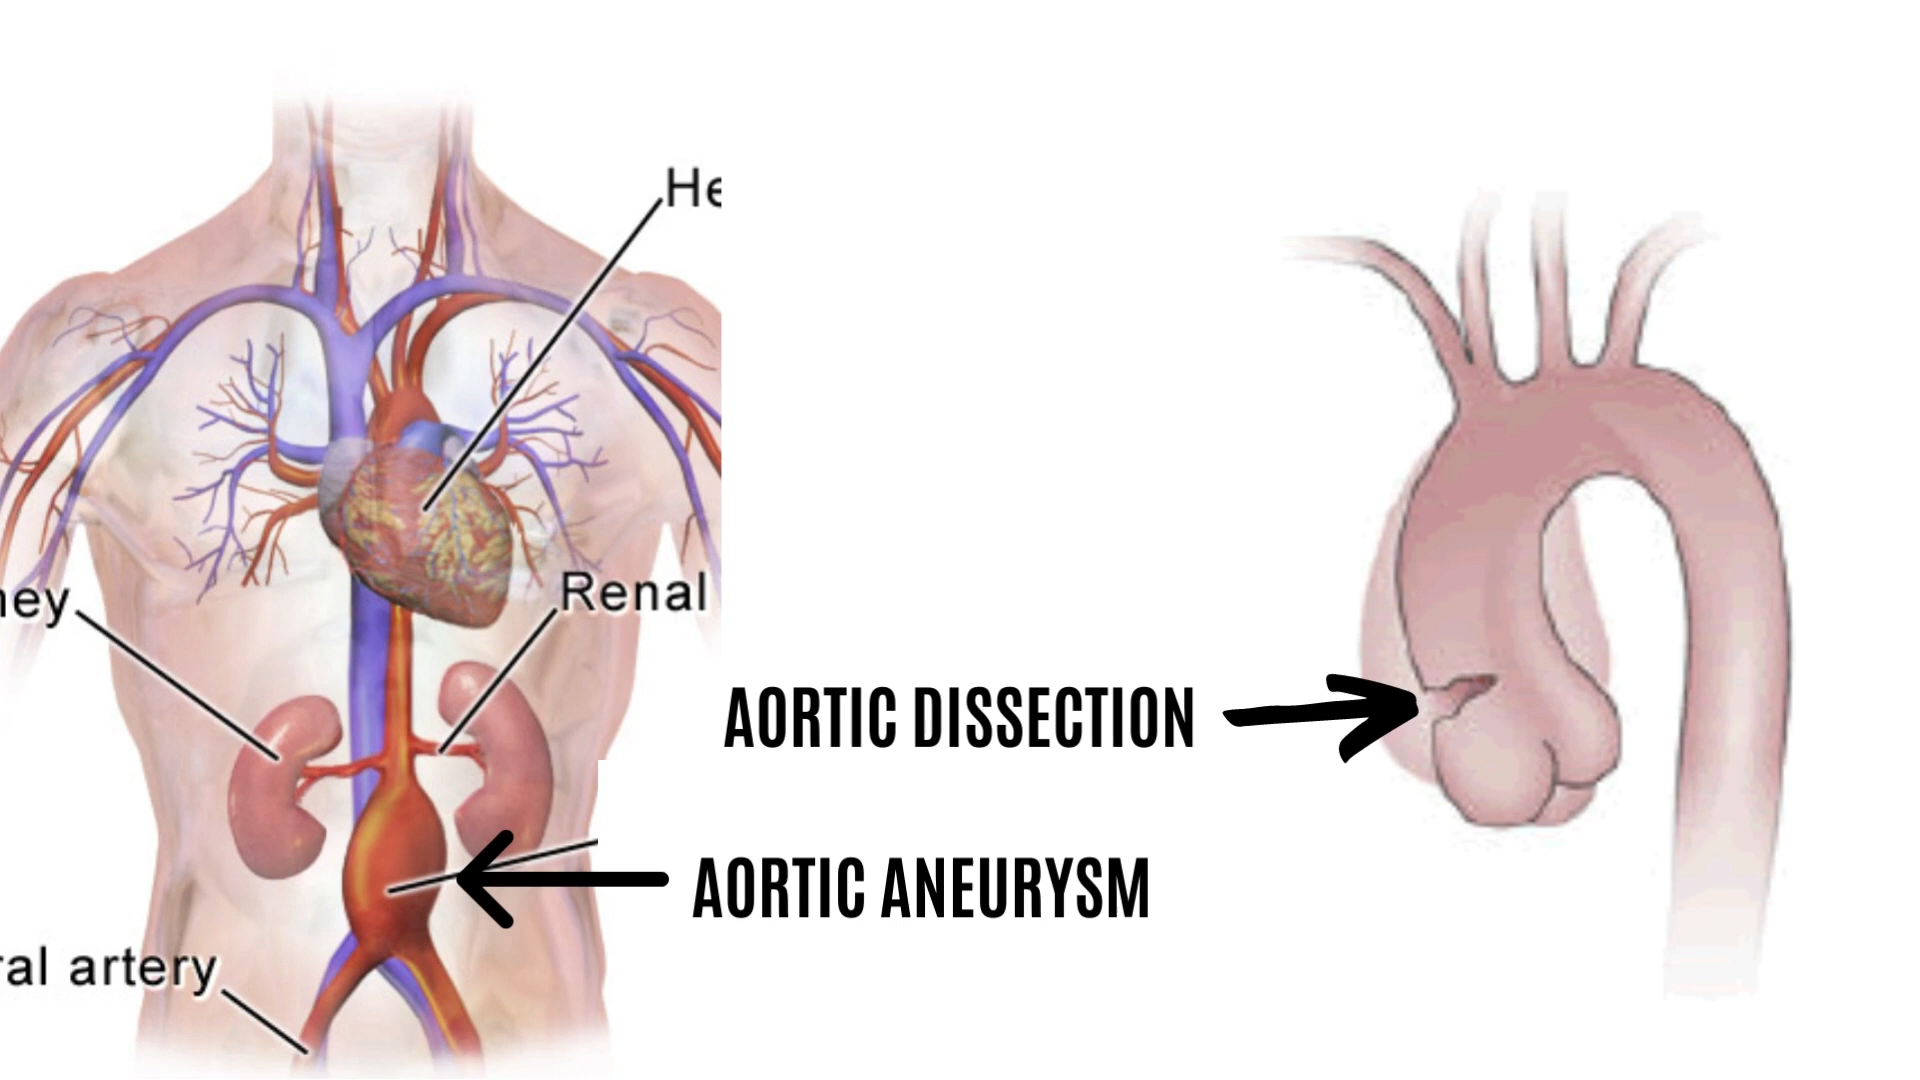 He
ney
Renal
AORTIC DISSECTION
AORTIC ANEURYSM
ral artery